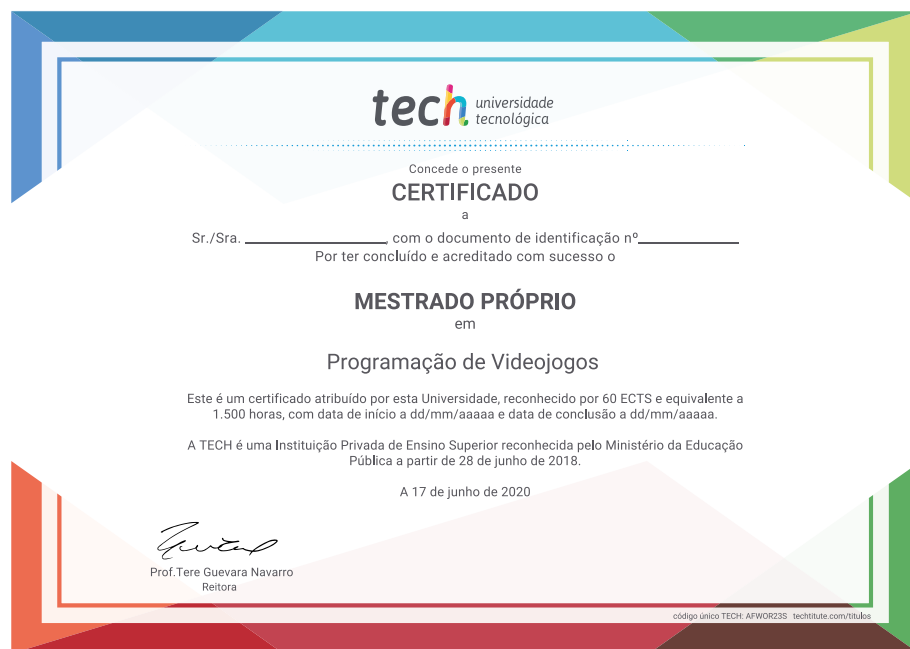 tech universidade
tecnológica
Concede o presente
CERTIFICADO
a
Sr./Sra. ____________________, com o documento de identificação nº______________
Por ter concluído e acreditado com sucesso o
MESTRADO PRÓPRIO
em
Programação de Videojogos
Este é um certificado atribuído por esta Universidade, reconhecido por 60 ECTS e equivalente a
1.500 horas, com data de início a dd/mm/aaaaa e data de conclusão a dd/mm/aaaaa.
A TECH é uma Instituição Privada de Ensino Superior reconhecida pelo Ministério da Educação
Pública a partir de 28 de junho de 2018.
A 17 de junho de 2020
Prof.Tere Guevara Navarro
Reitora
código único TECH: AFWOR23S techtitute.com/titulos